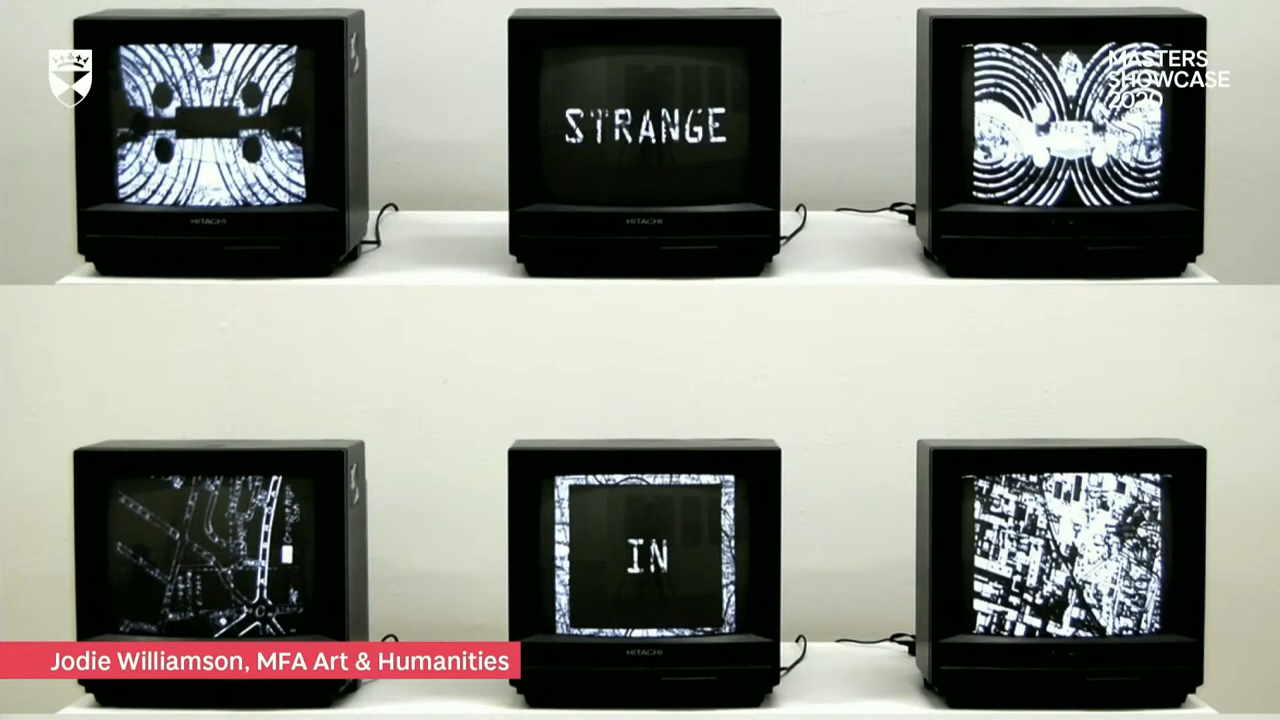 MASTERS
SHOWCASE
2020
STRANGE
HITACHI
HITACHI
IN
HITACHI
Jodie Williamson, MFA Art & Humanities